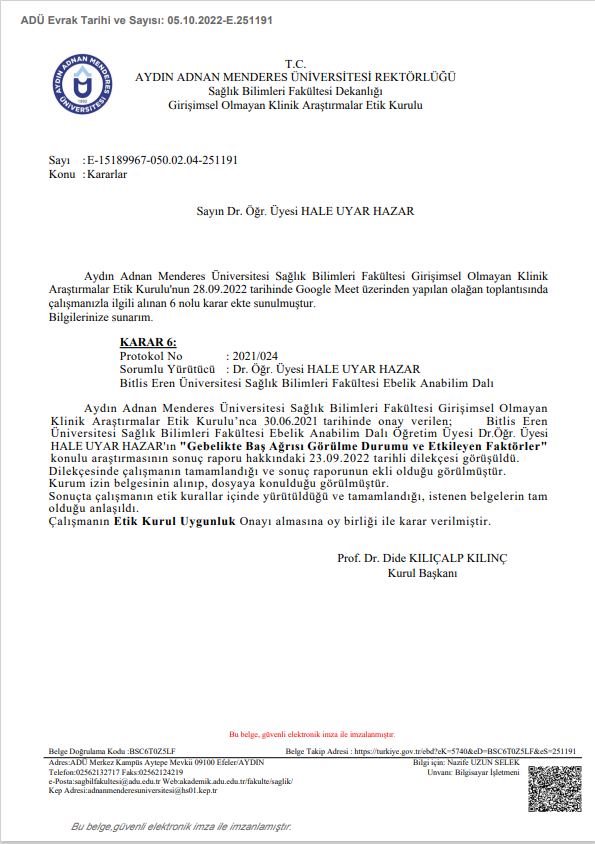 ADÜ Evrak Tarihi ve Sayısı: 05.10.2022-E.251191
T.C.
AYDIN ADNAN MENDERES ÜNİVERSİTESİ REKTÖRLÜĞÜ
Sağlık Bilimleri Fakültesi Dekanlığı
Girişimsel Olmayan Klinik Araştırmalar Etik Kurulu
AYDIN ADNAN MENDERES ÜNİVERSİTESİ
1992
Sayı : E-15189967-050.02.04-251191
Konu : Kararlar
Sayın Dr. Öğr. Üyesi HALE UYAR HAZAR
Aydın Adnan Menderes Üniversitesi Sağlık Bilimleri Fakültesi Girişimsel Olmayan Klinik
Araştırmalar Etik Kurulu'nun 28.09.2022 tarihinde Google Meet üzerinden yapılan olağan toplantısında
çalışmanızla ilgili alınan 6 nolu karar ekte sunulmuştur.
Bilgilerinize sunarım.
KARAR 6:
Protokol No : 2021/024
Sorumlu Yürütücü : Dr. Öğr. Üyesi HALE UYAR HAZAR
Bitlis Eren Üniversitesi Sağlık Bilimleri Fakültesi Ebelik Anabilim Dalı
Aydın Adnan Menderes Üniversitesi Sağlık Bilimleri Fakültesi Girişimsel Olmayan
Klinik Araştırmalar Etik Kurulu’nca 30.06.2021 tarihinde onay verilen; Bitlis Eren
Üniversitesi Sağlık Bilimleri Fakültesi Ebelik Anabilim Dalı Öğretim Üyesi Dr.Öğr. Üyesi
HALE UYAR HAZAR'ın "Gebelikte Baş Ağrısı Görülme Durumu ve Etkileyen Faktörler"
konulu araştırmasının sonuç raporu hakkındaki 23.09.2022 tarihli dilekçesi görüşüldü.
Dilekçesinde çalışmanın tamamlandığı ve sonuç raporunun ekli olduğu görülmüştür.
Kurum izin belgesinin alınıp, dosyaya konulduğu görülmüştür.
Sonuçta çalışmanın etik kurallar içinde yürütüldüğü ve tamamlandığı, istenen belgelerin tam
olduğu anlaşıldı.
Çalışmanın Etik Kurul Uygunluk Onayı almasına oy birliği ile karar verilmiştir.
Prof. Dr. Dide KILIÇALP KILINÇ
Kurul Başkanı
Bu belge, güvenli elektronik imza ile imzalanmıştır.
Belge Doğrulama Kodu :BSC6T0Z5LF Belge Takip Adresi : https://turkiye.gov.tr/ebd?eK=5740&eD=BSC6T0Z5LF&eS=251191
Adres:ADÜ Merkez Kampüs Aytepe Mevkii 09100 Efeler/AYDIN Bilgi için: Nazife UZUN SELEK
Telefon:02562132717 Faks:02562124219 Unvanı: Bilgisayar İşletmeni
e-Posta:sagbilfakultesi@adu.edu.tr Web:akademik.adu.edu.tr/fakulte/saglik/
Kep Adresi:adnanmenderesuniversitesi@hs01.kep.tr
Bu belge,güvenli elektronik imza ile imzanlamıştır.